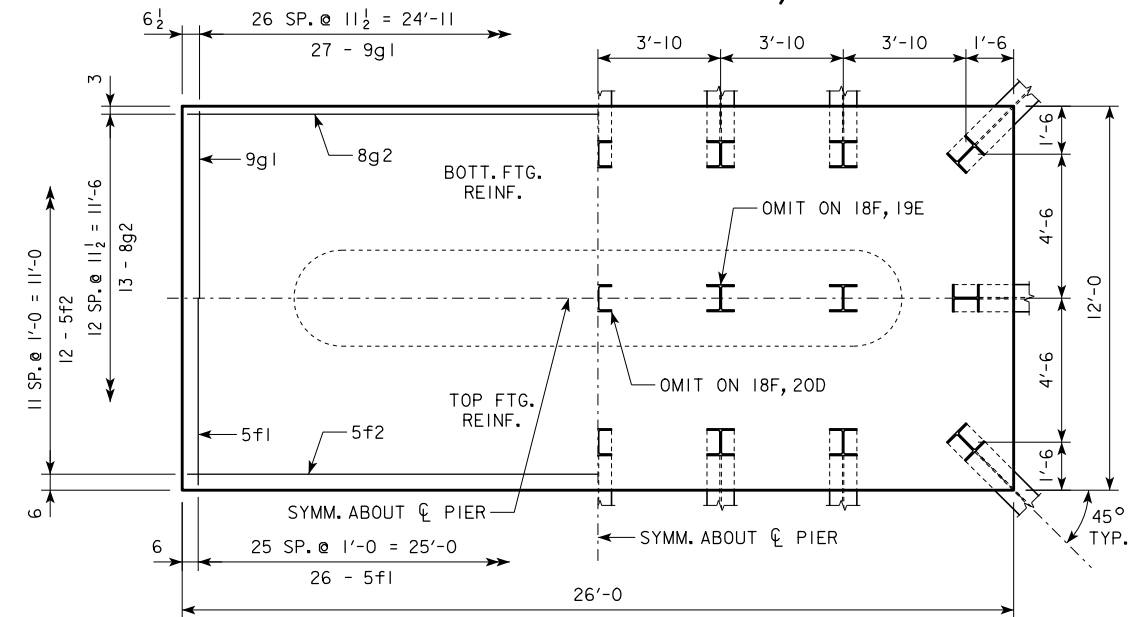 6½
26 SP. @ 11½ = 24'-11
27 - 9g1
3'-10
3'-10
3'-10
1'-6
3
9g1
8g2
BOTT. FTG.
REINF.
OMIT ON 18F, 19E
1'-6
4'-6
12'-0
4'-6
1'-6
11 SP. @ 1'-0 = 11'-0
12 - 5f2
12 SP. @ 11½ = 11'-6
13 - 8g2
OMIT ON 18F, 20D
TOP FTG.
REINF.
5f1
5f2
6
SYMM. ABOUT ℄ PIER
SYMM. ABOUT ℄ PIER
45°
TYP.
6
25 SP. @ 1'-0 = 25'-0
26 - 5f1
26'-0